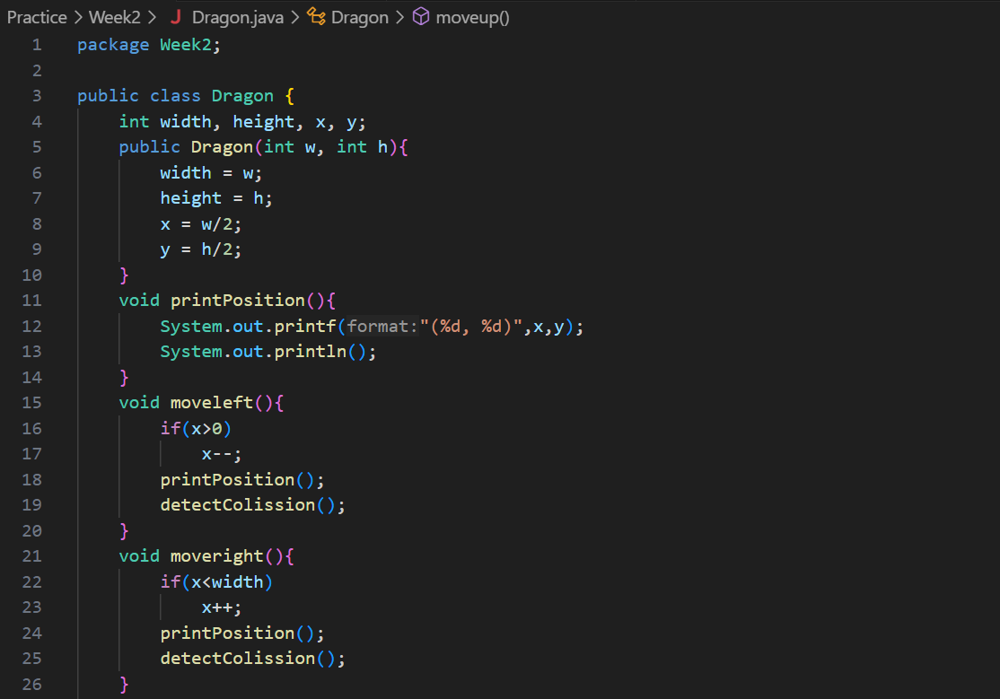 Practice > Week2 > J Dragon.java > Dragon > moveup()
1 package Week2;
2
3 public class Dragon {
4     int width, height, x, y;
5     public Dragon(int w, int h){
6         width = w;
7         height = h;
8         x = w/2;
9         y = h/2;
10     }
11     void printPosition(){
12         System.out.printf(format:"(%d, %d)",x,y);
13         System.out.println();
14     }
15     void moveleft(){
16         if(x>0)
17             x--;
18         printPosition();
19         detectColission();
20     }
21     void moveright(){
22         if(x<width)
23             x++;
24         printPosition();
25         detectColission();
26     }